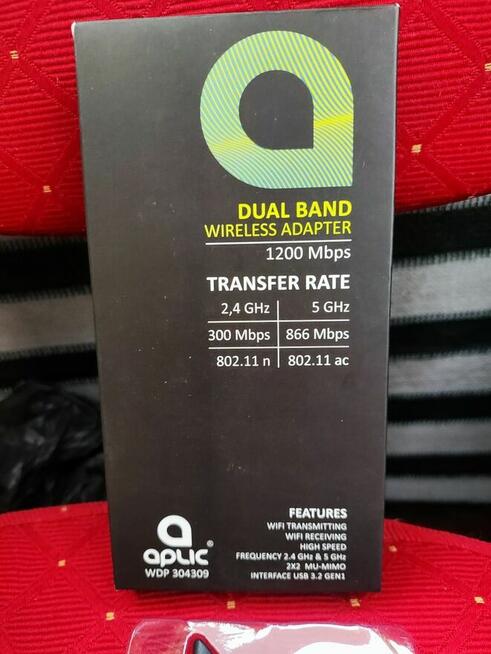 DUAL BAND
WIRELESS ADAPTER
1200 Mbps
TRANSFER RATE
2,4 GHz 5 GHz
300 Mbps 866 Mbps
802.11 n 802.11 ac
FEATURES
WIFI TRANSMITTING
WIFI RECEIVING
HIGH SPEED
FREQUENCY 2.4 GHz & 5 GHz
2X2 MU-MIMO
INTERFACE USB 3.2 GEN1
aPLIC®
WDP 304309